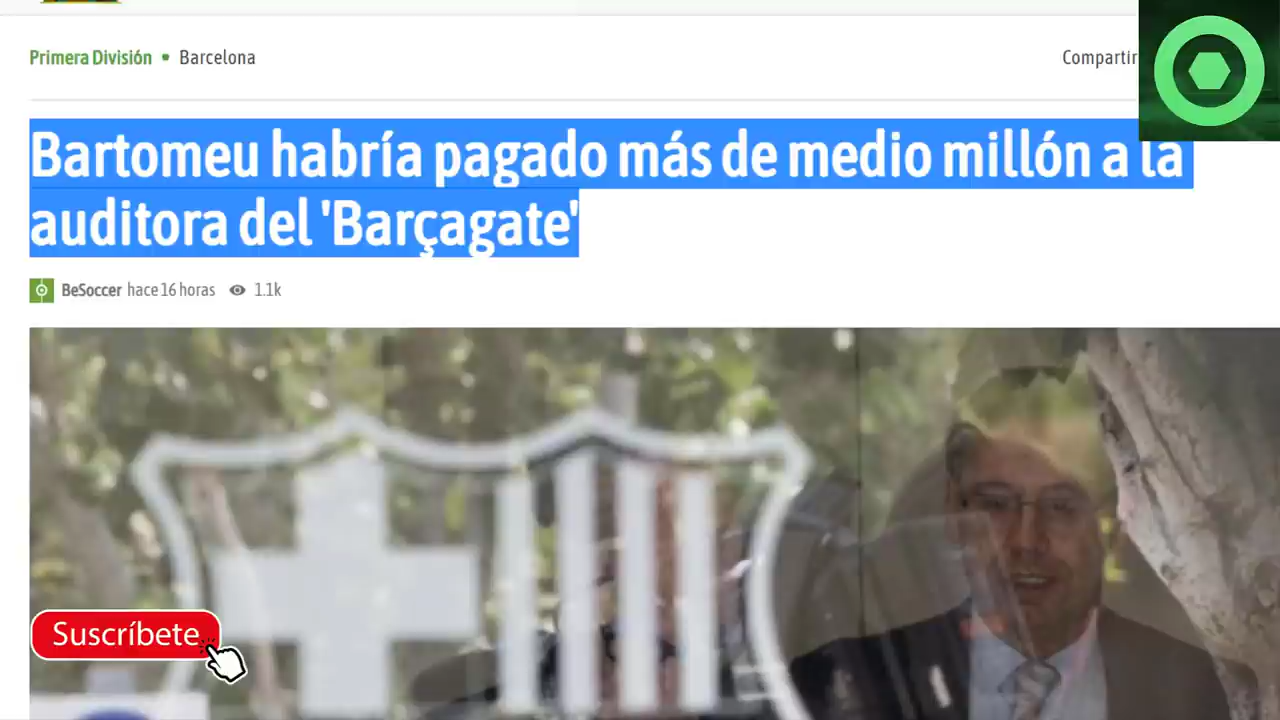 Primera División • Barcelona
Compartir
Bartomeu habría pagado más de medio millón a la
auditora del 'Barçagate'
BeSoccer hace 16 horas 1.1k
Suscríbete